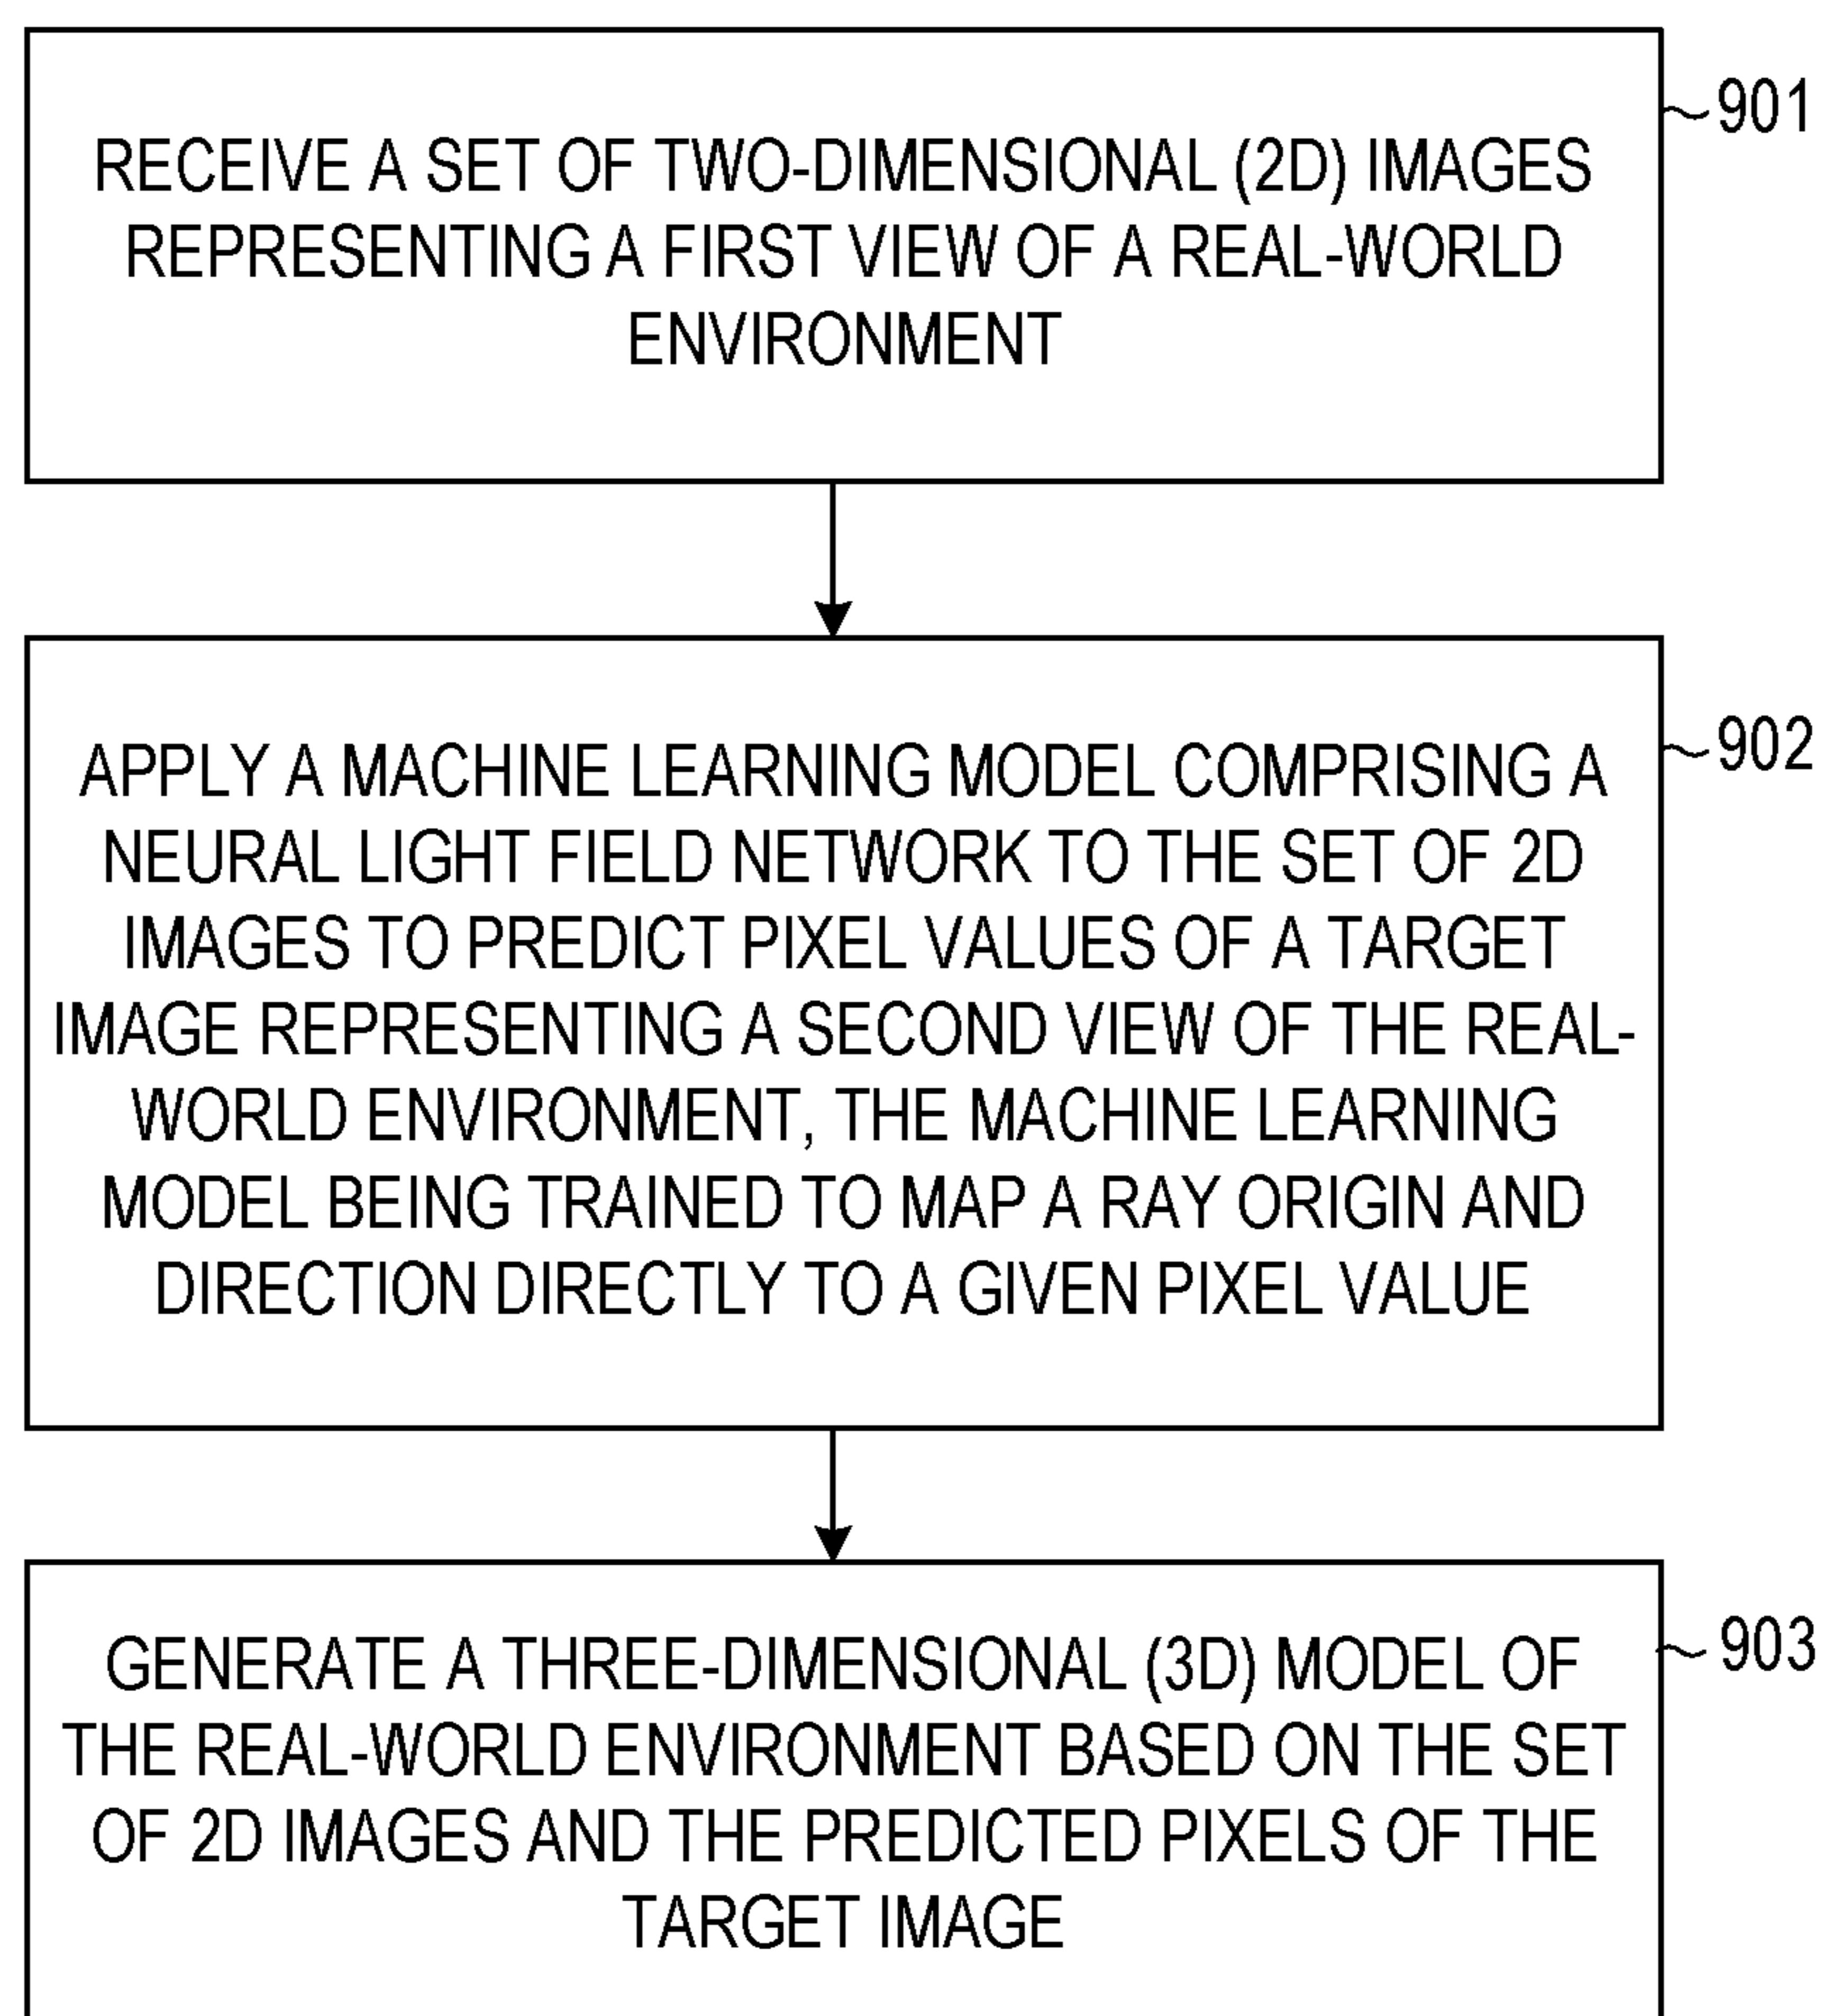 RECEIVE A SET OF TWO-DIMENSIONAL (2D) IMAGES
REPRESENTING A FIRST VIEW OF A REAL-WORLD
ENVIRONMENT
901
APPLY A MACHINE LEARNING MODEL COMPRISING A
NEURAL LIGHT FIELD NETWORK TO THE SET OF 2D
IMAGES TO PREDICT PIXEL VALUES OF A TARGET
IMAGE REPRESENTING A SECOND VIEW OF THE REAL-
WORLD ENVIRONMENT, THE MACHINE LEARNING
MODEL BEING TRAINED TO MAP A RAY ORIGIN AND
DIRECTION DIRECTLY TO A GIVEN PIXEL VALUE
902
GENERATE A THREE-DIMENSIONAL (3D) MODEL OF
THE REAL-WORLD ENVIRONMENT BASED ON THE SET
OF 2D IMAGES AND THE PREDICTED PIXELS OF THE
TARGET IMAGE
903